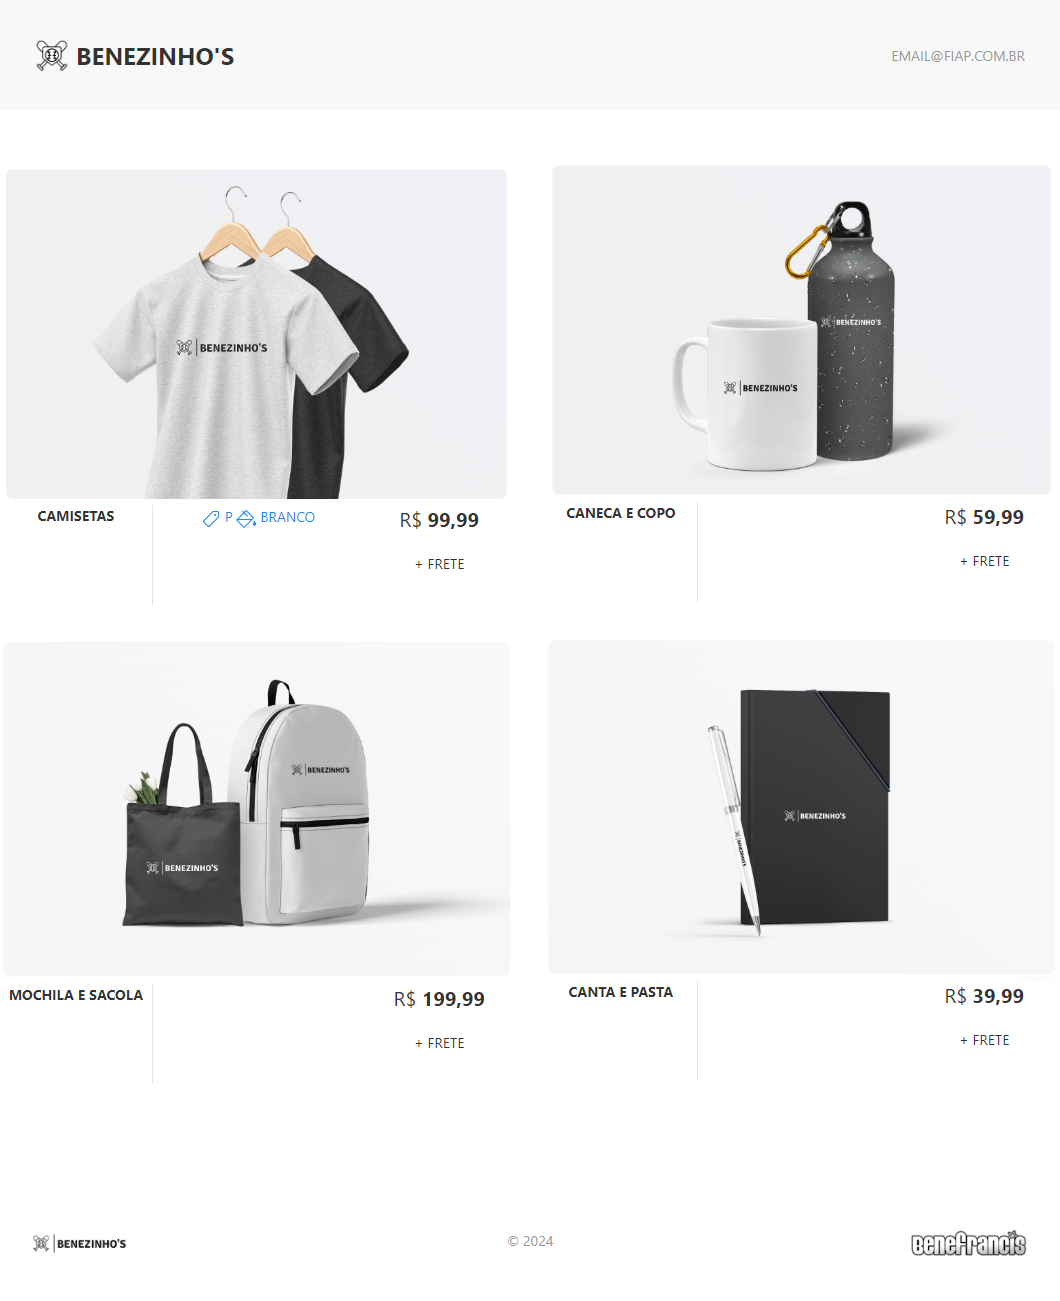 BENEZINHO'S
EMAIL@FIAP.COM.BR
BENEZINHO'S
BENEZINHO'S
BENEZINHO'S
CAMISETAS
P BRANCO
R$ 99,99
+ FRETE
CANECA E COPO
R$ 59,99
+ FRETE
BENEZINHO'S
BENEZINHO'S
BENEZINHO'S
BENEZINHO'S
MOCHILA E SACOLA
R$ 199,99
+ FRETE
CANTA E PASTA
R$ 39,99
+ FRETE
BENEZINHO'S
© 2024
Benefrancis